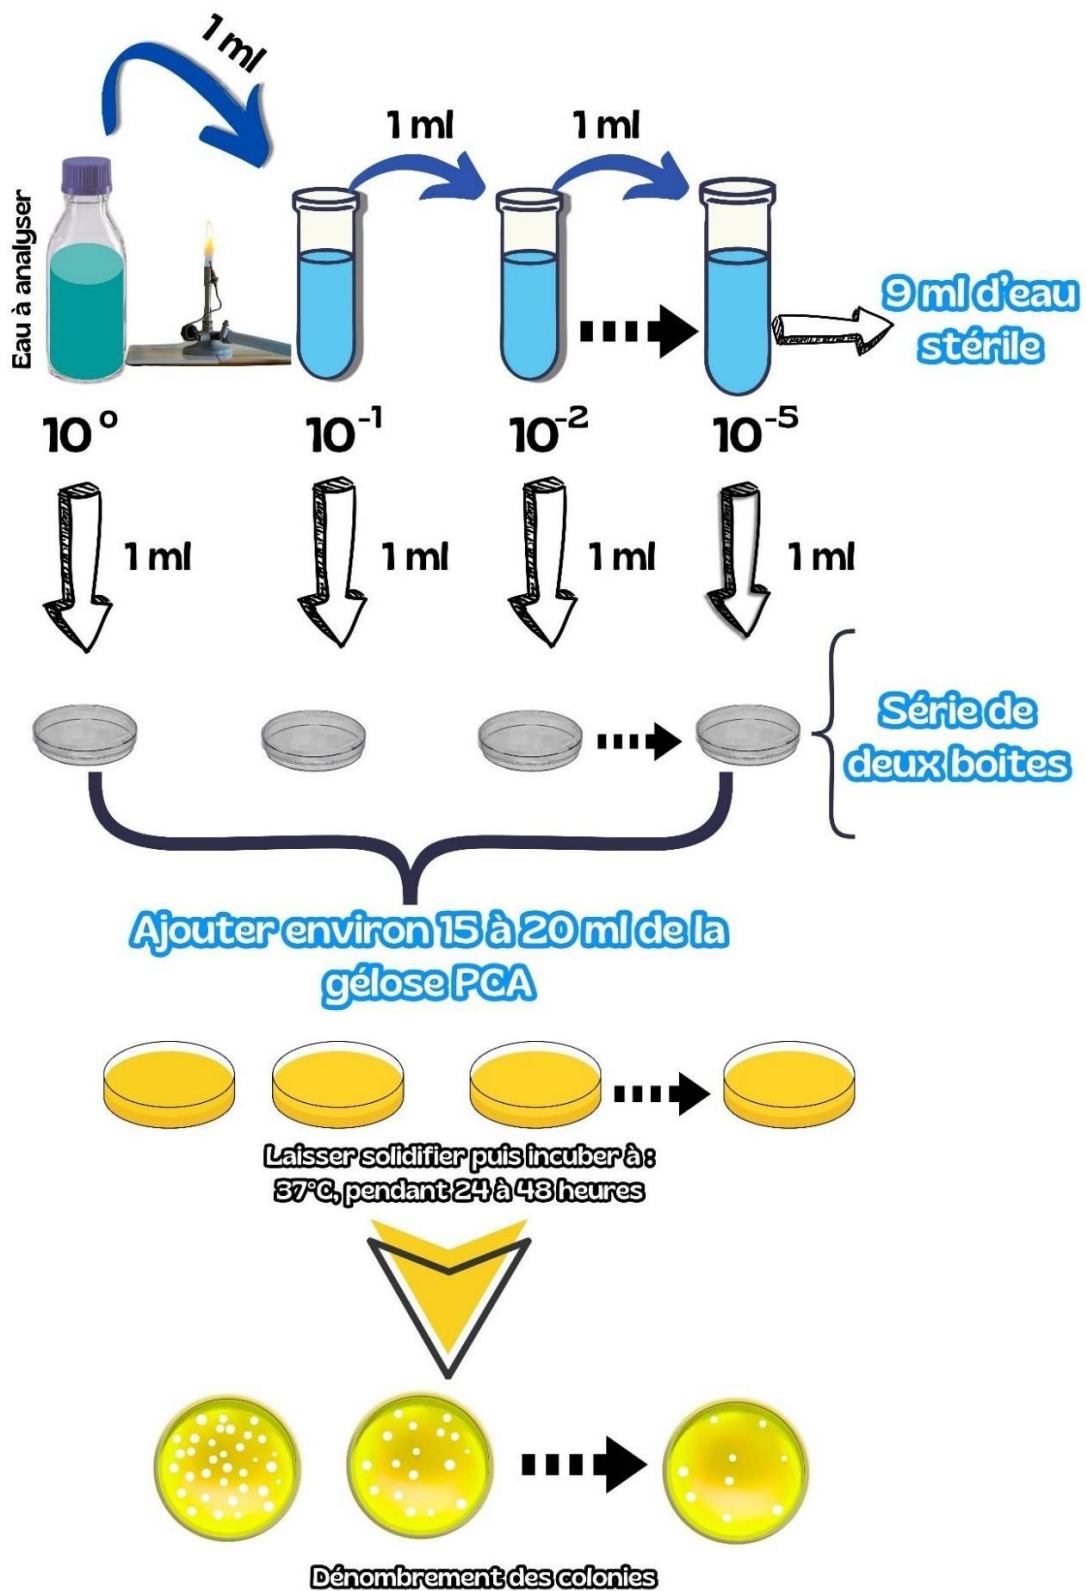 1 ml
1 ml
1 ml
Eau à analyser
9 ml d'eau
stérile
10⁰
10⁻¹
10⁻²
10⁻⁵
1 ml
1 ml
1 ml
1 ml
Série de
deux boites
Ajouter environ 15 à 20 ml de la
gélose PCA
Laisser solidifier puis incuber à :
37°C, pendant 24 à 48 heures
Dénombrement des colonies